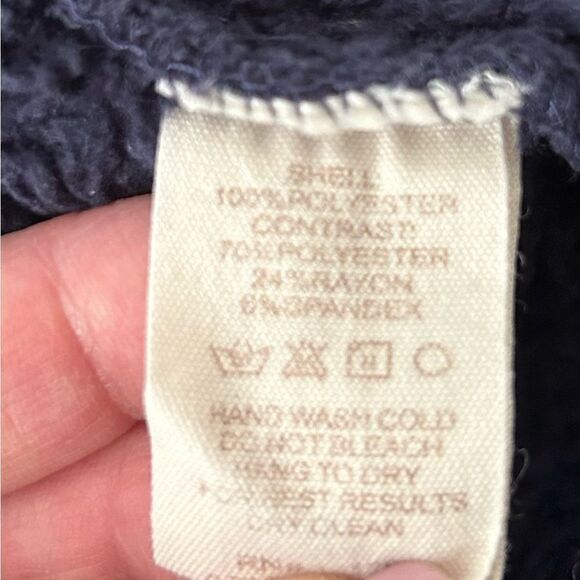 SHELL
100%POLYESTER
CONTRAST:
70%POLYESTER
24%RAYON
6%SPANDEX
HAND WASH COLD
DO NOT BLEACH
HANG TO DRY
FOR BEST RESULTS
DRY CLEAN